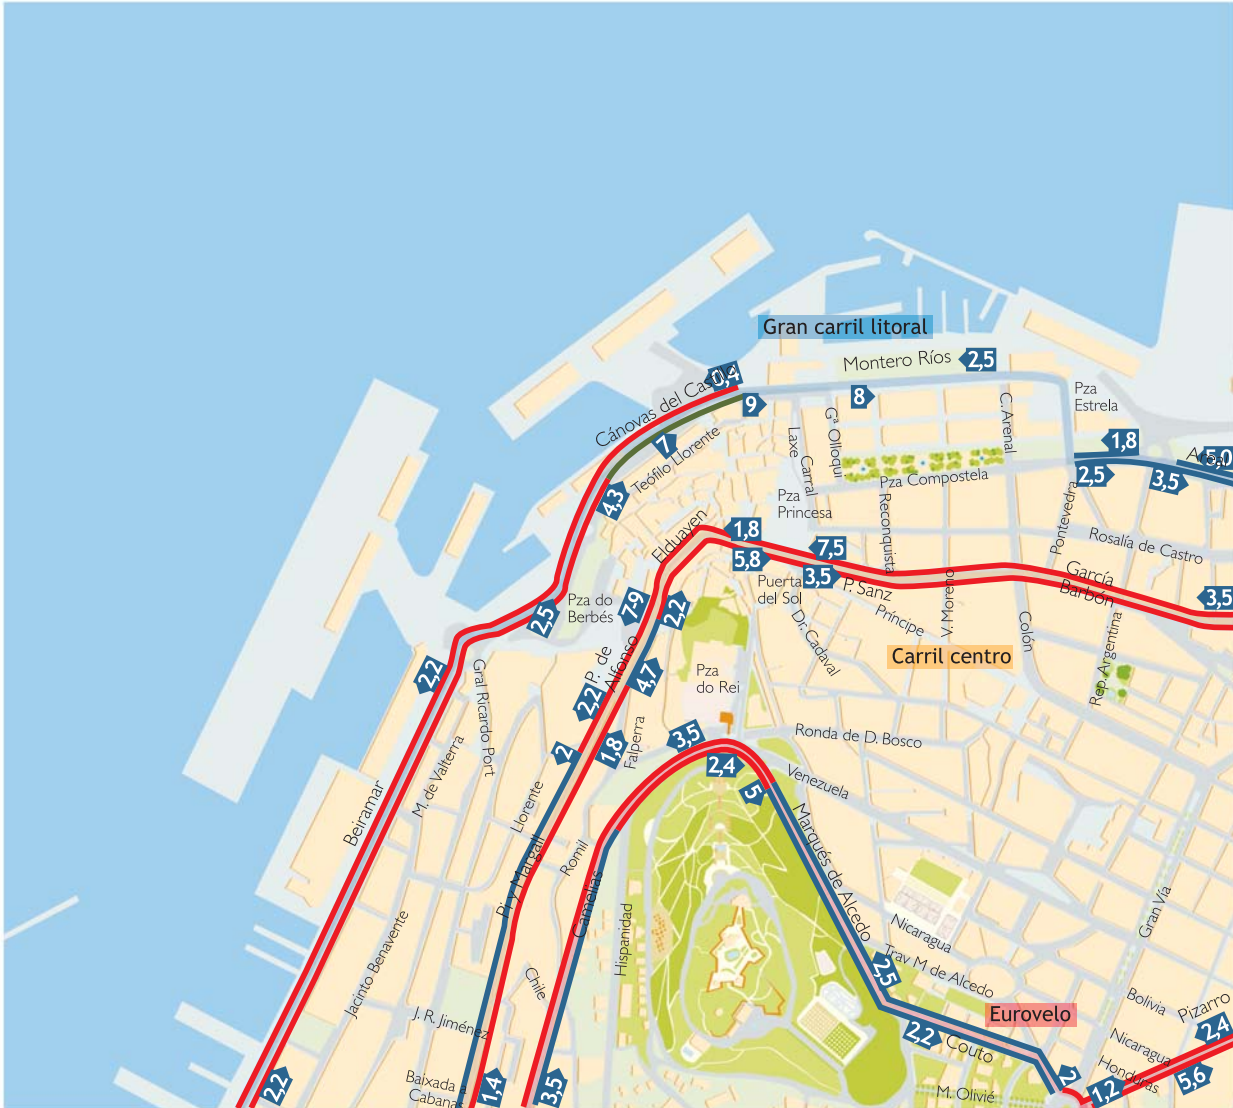 Gran carril litoral
Montero Ríos
2,5
0,4
Cánovas del Castillo
9
8
7
Teófilo Llorente
4,3
Pza
Estrela
C. Arenal
Gª Olloqui
Laxe
Carral
1,8
Areal
5,0
2,5
3,5
Pza Compostela
Pza
Princesa
Reconquista
Pontevedra
Rosalía de Castro
Elduayen
1,8
5,8
7,5
3,5
Puerta
del Sol
P. Sanz
Príncipe
V. Moreno
García
Barbón
3,5
Colón
Dr. Cadaval
Carril centro
Rep. Argentina
Pza do
Berbés
2,5
7-9
2,2
P. de
Alfonso
4,7
2,2
2,2
Pza
do Rei
Gral Ricardo Port
M. de Valterra
Beiramar
2
1,8
Falperra
3,5
2,4
5
Ronda de D. Bosco
Venezuela
Marqués de Alcedo
Llorente
Pi y Margall
Romil
Camelias
Hispanidad
Jacinto Benavente
Chile
J. R. Jiménez
Baixada a
Cabanas
Nicaragua
Trav M de Alcedo
2,5
Gran Vía
Eurovelo
2,2
Couto
M. Olivié
Bolivia
Pizarro
Nicaragua
Honduras
2,4
2
1,2
5,6
2,2
1,4
3,5